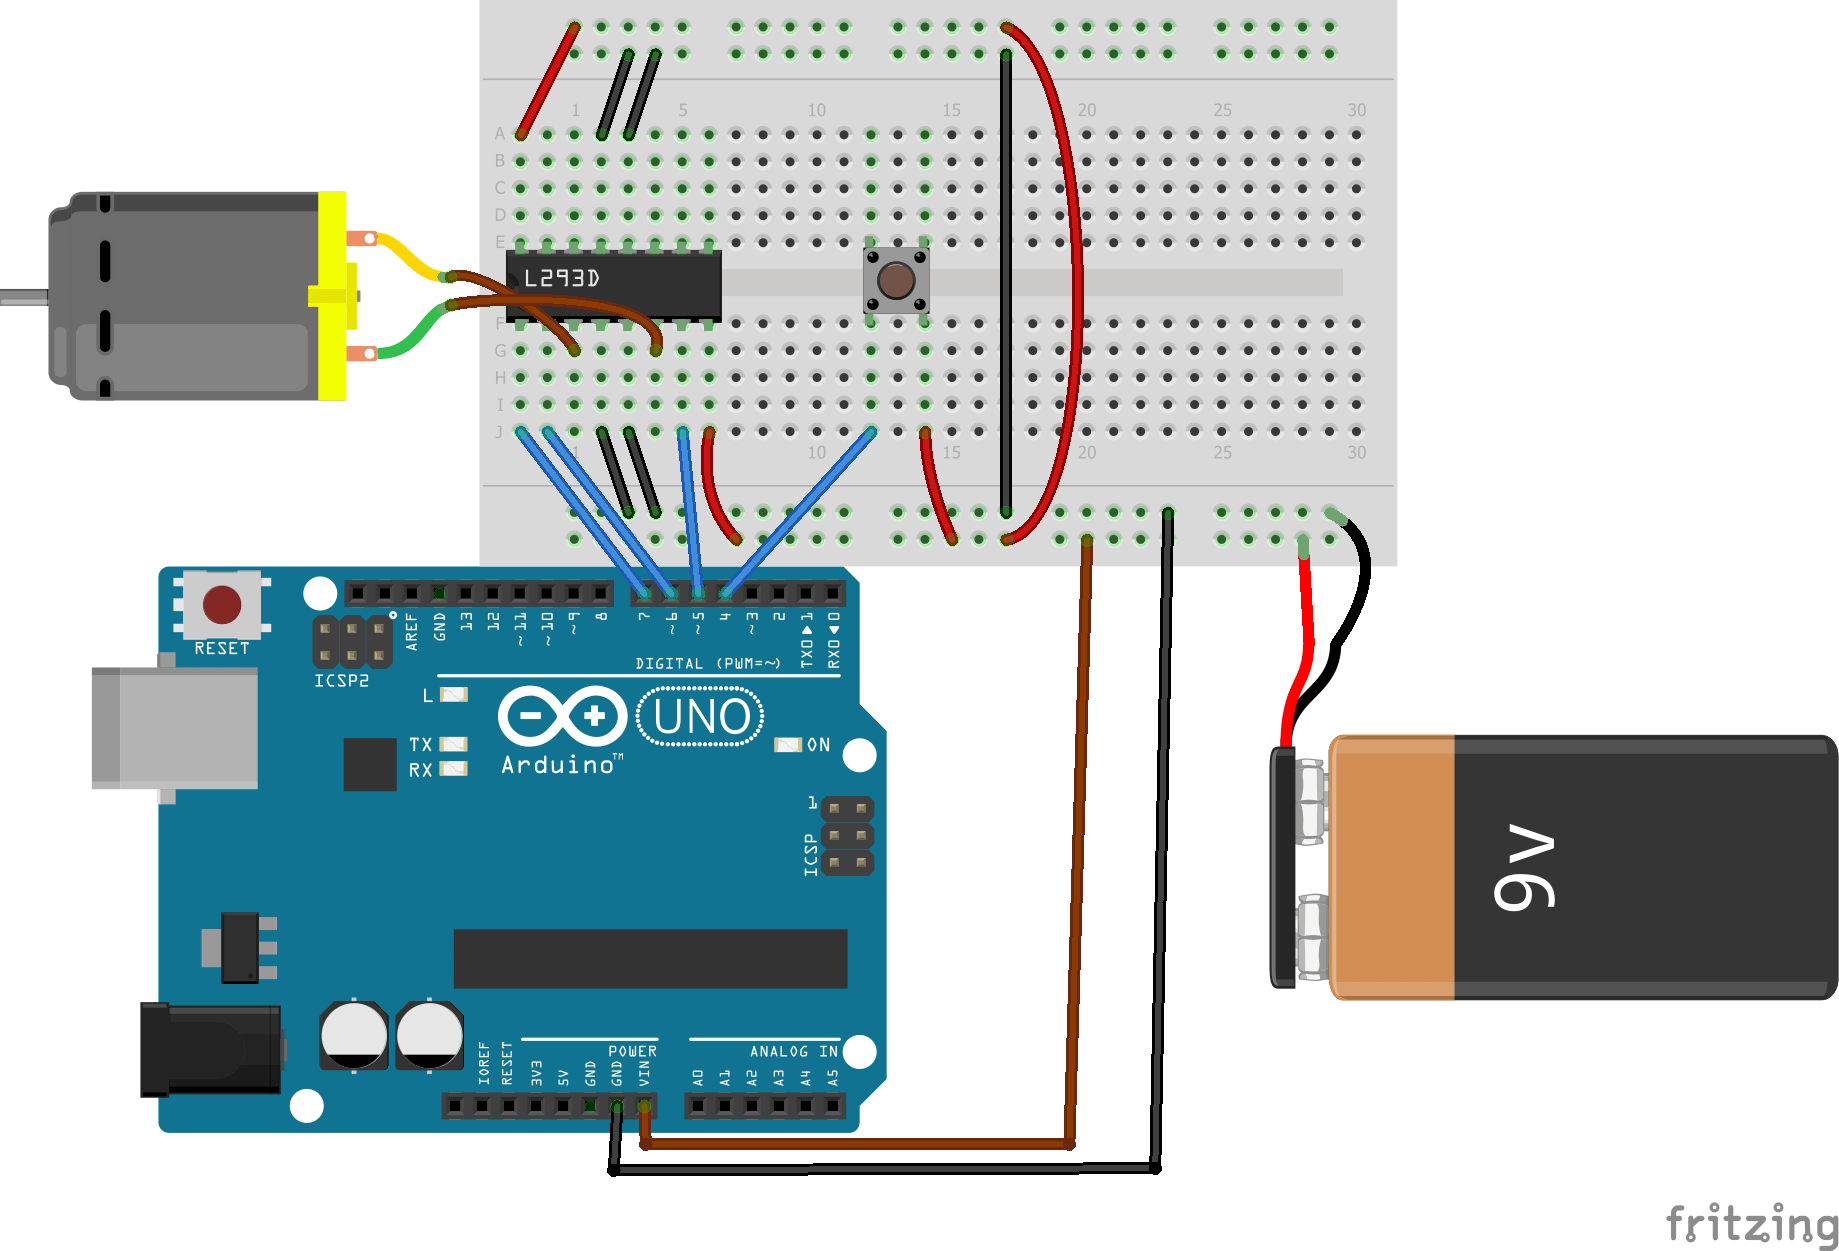 1 5 10 15 20 25 30
A
B
C
D
E
L293D
F
G
H
I
J
1 10 15 20 25 30
RESET
ICSP2
AREF
GND
13
12
~11
~10
~9
8
7
~6
~5
4
~3
2
TX0▶1
RX0◀0
DIGITAL (PWM=~)
L
TX
RX
UNO
Arduino™
ON
1
ICSP
9v
IOREF
RESET
3V3
5V
GND
GND
VIN
POWER
ANALOG IN
A0
A1
A2
A3
A4
A5
fritzing